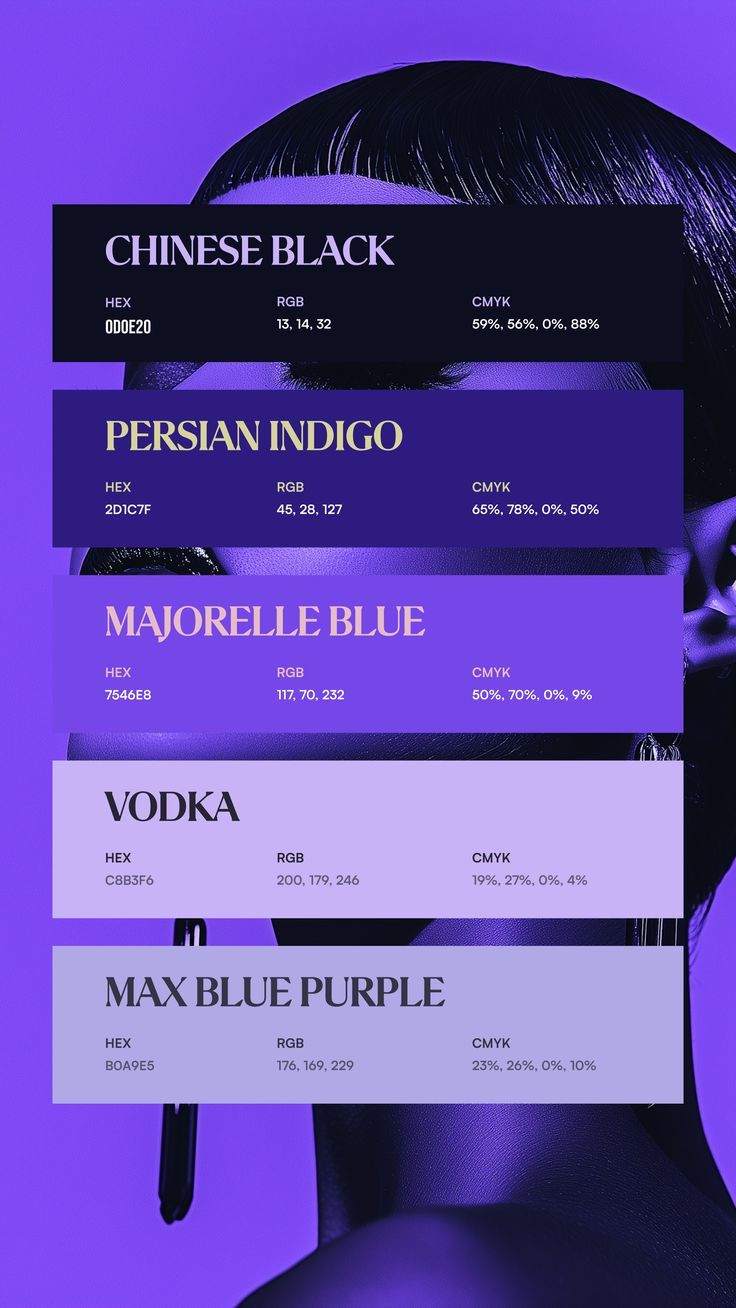 CHINESE BLACK
HEX RGB CMYK
0D0E20 13, 14, 32 59%, 56%, 0%, 88%
PERSIAN INDIGO
HEX RGB CMYK
2D1C7F 45, 28, 127 65%, 78%, 0%, 50%
MAJORELLE BLUE
HEX RGB CMYK
7546E8 117, 70, 232 50%, 70%, 0%, 9%
VODKA
HEX RGB CMYK
C8B3F6 200, 179, 246 19%, 27%, 0%, 4%
MAX BLUE PURPLE
HEX RGB CMYK
B0A9E5 176, 169, 229 23%, 26%, 0%, 10%